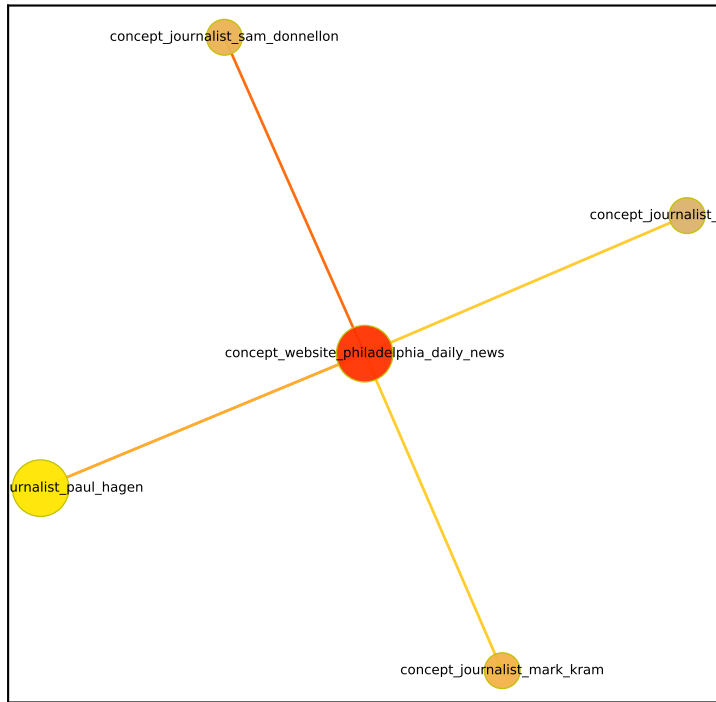 concept_journalist_sam_donnellon
concept_journalist_
concept_website_philadelphia_daily_news
urnalist_paul_hagen
concept_journalist_mark_kram